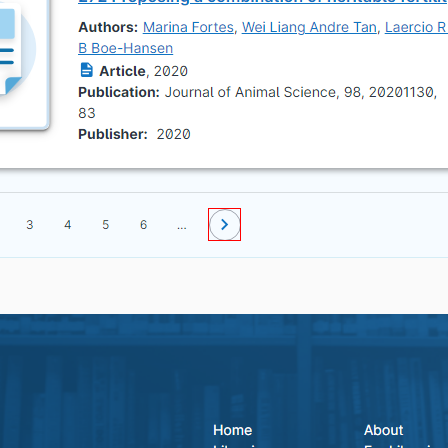 Authors: Marina Fortes, Wei Liang Andre Tan, Laercio R
B Boe-Hansen
Article, 2020
Publication: Journal of Animal Science, 98, 20201130,
83
Publisher: 2020
3 4 5 6 ...
Home About